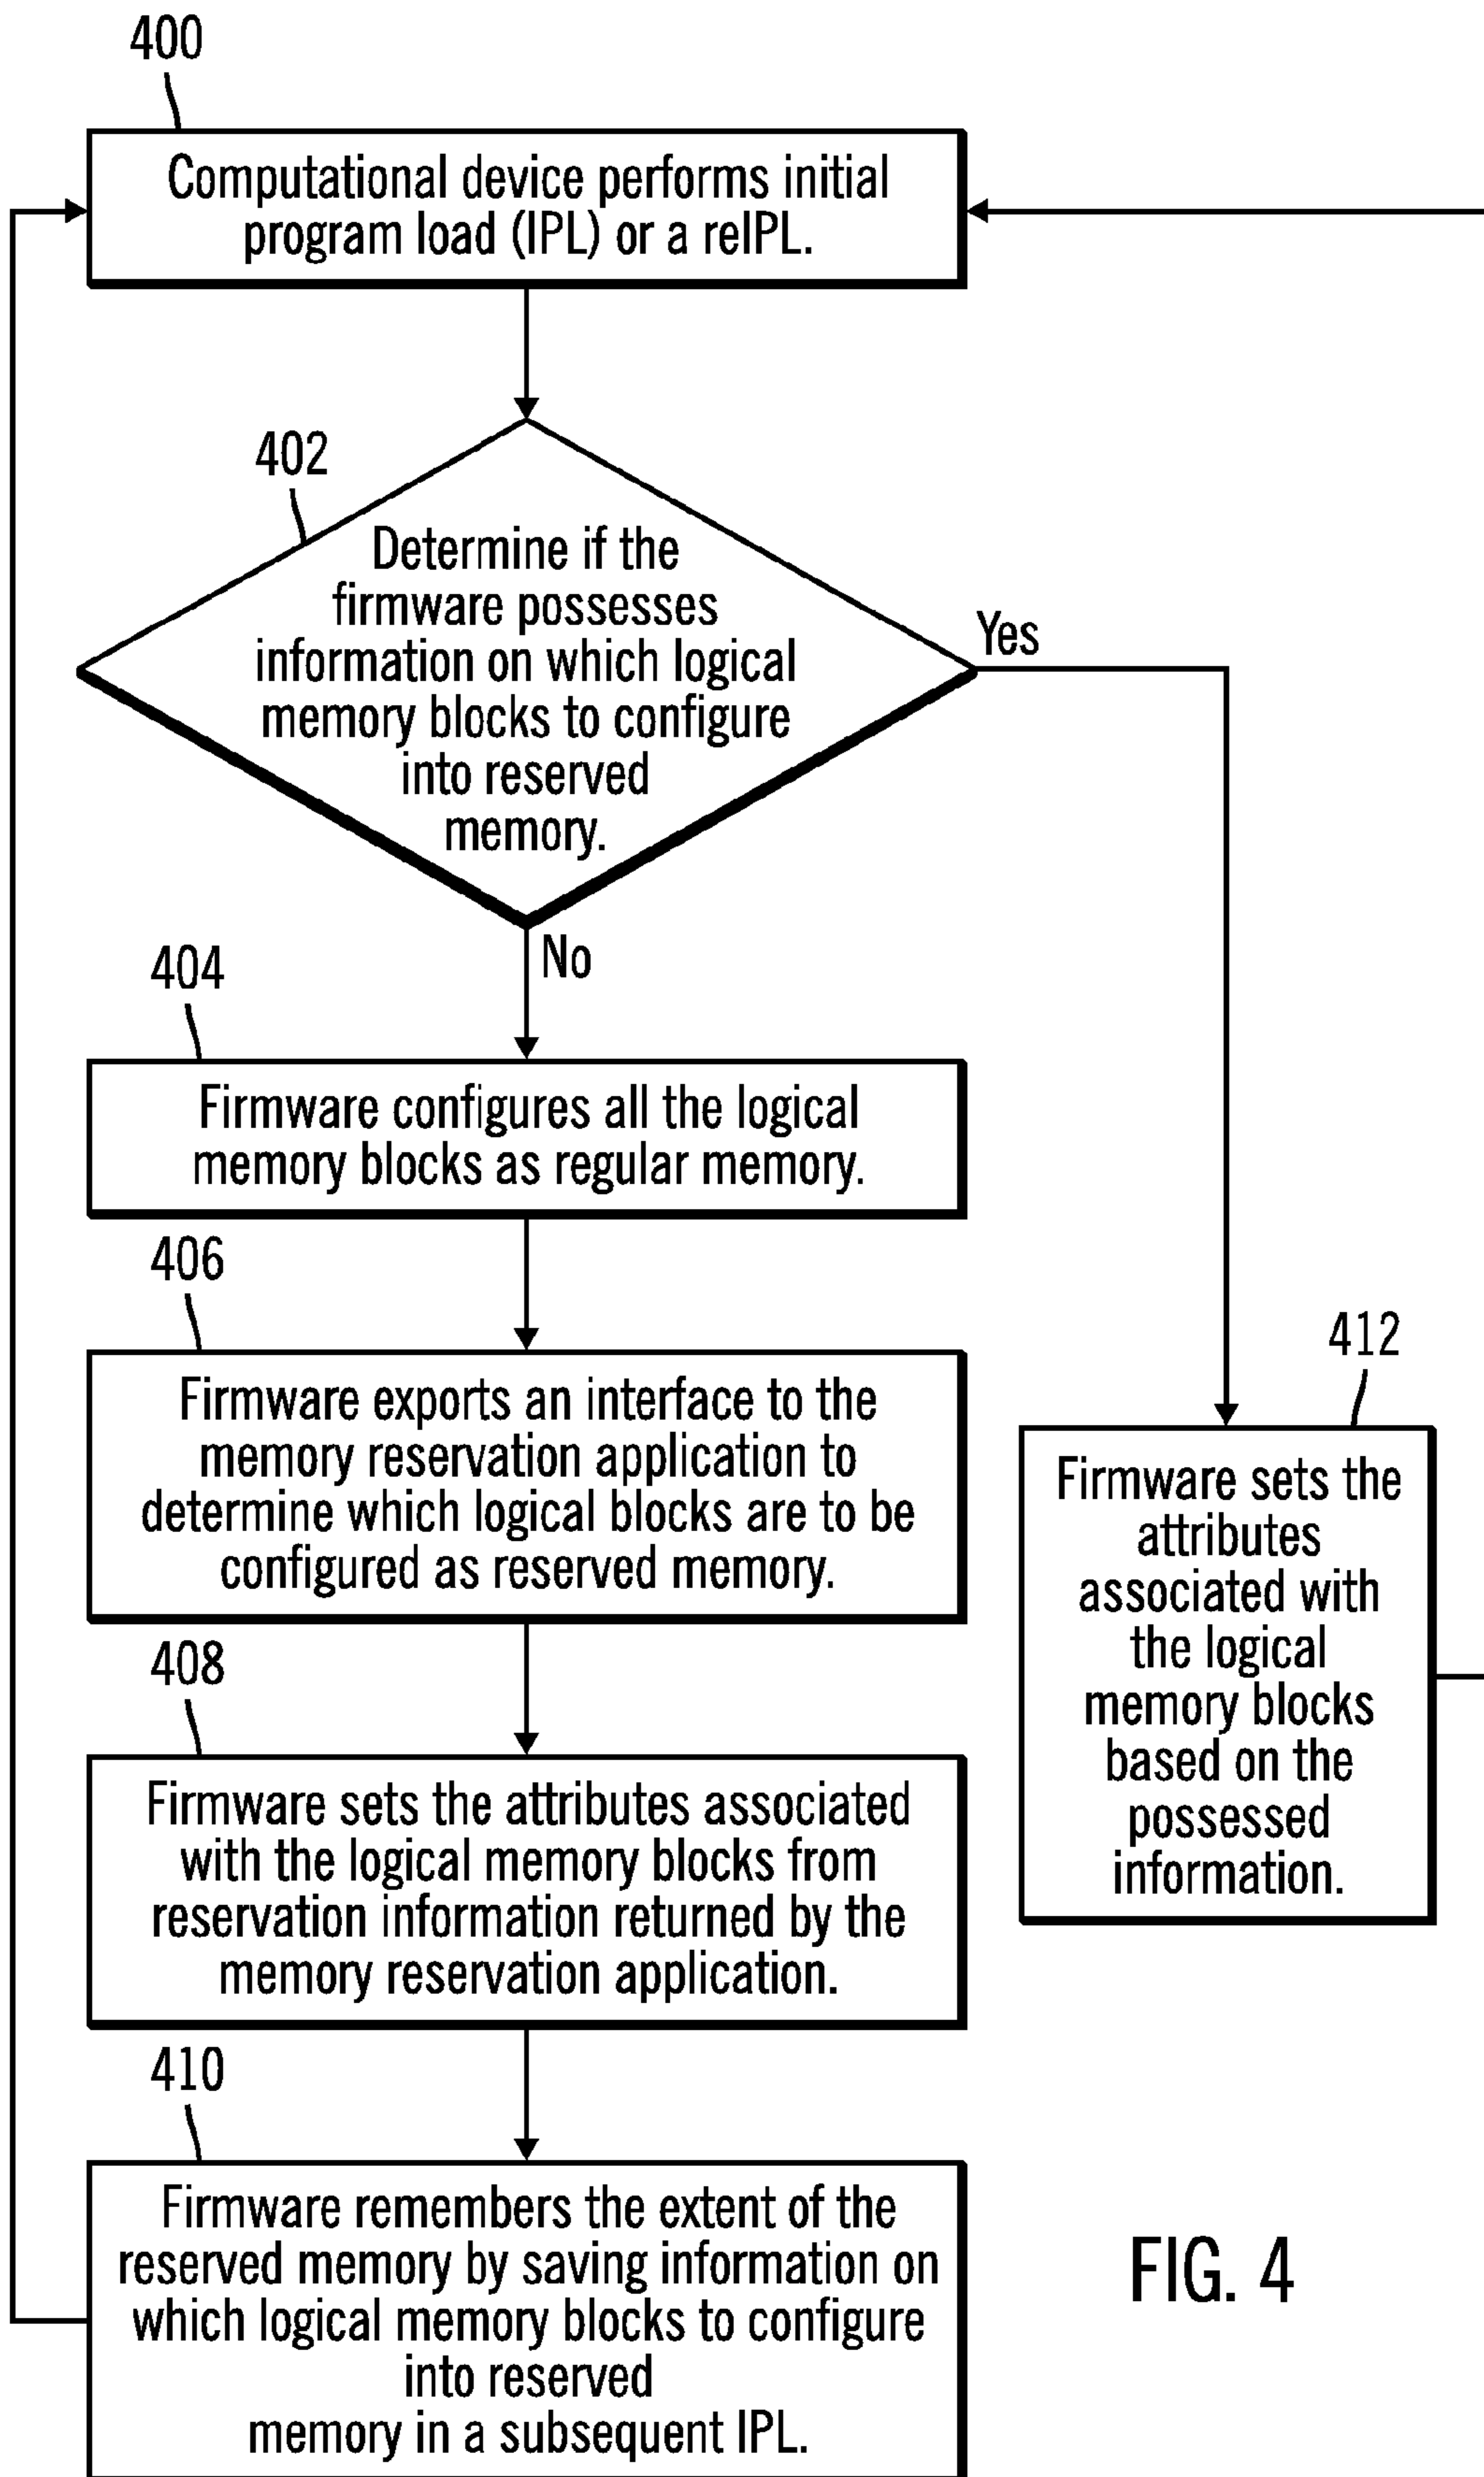 400
Computational device performs initial
program load (IPL) or a reIPL.
402
Determine if the
firmware possesses
information on which logical
memory blocks to configure
into reserved
memory.
Yes
No
404
Firmware configures all the logical
memory blocks as regular memory.
406
Firmware exports an interface to the
memory reservation application to
determine which logical blocks are to be
configured as reserved memory.
412
Firmware sets the
attributes
associated with
the logical
memory blocks
based on the
possessed
information.
408
Firmware sets the attributes associated
with the logical memory blocks from
reservation information returned by the
memory reservation application.
410
Firmware remembers the extent of the
reserved memory by saving information on
which logical memory blocks to configure
into reserved
memory in a subsequent IPL.
FIG. 4